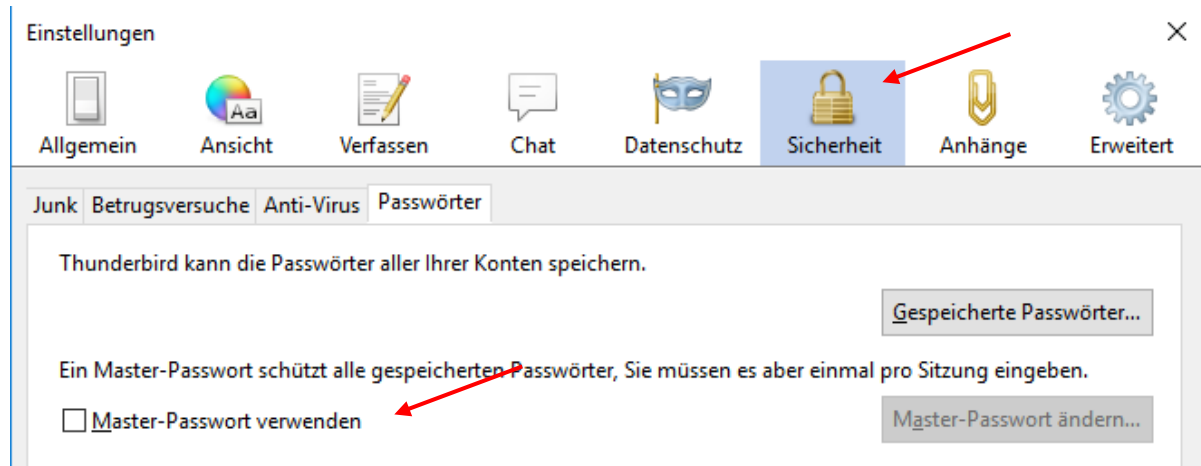 Einstellungen
Aa
Allgemein Ansicht Verfassen Chat Datenschutz Sicherheit Anhänge Erweitert
Junk Betrugsversuche Anti-Virus Passwörter
Thunderbird kann die Passwörter aller Ihrer Konten speichern.
Gespeicherte Passwörter...
Ein Master-Passwort schützt alle gespeicherten Passwörter, Sie müssen es aber einmal pro Sitzung eingeben.
Master-Passwort verwenden Master-Passwort ändern...